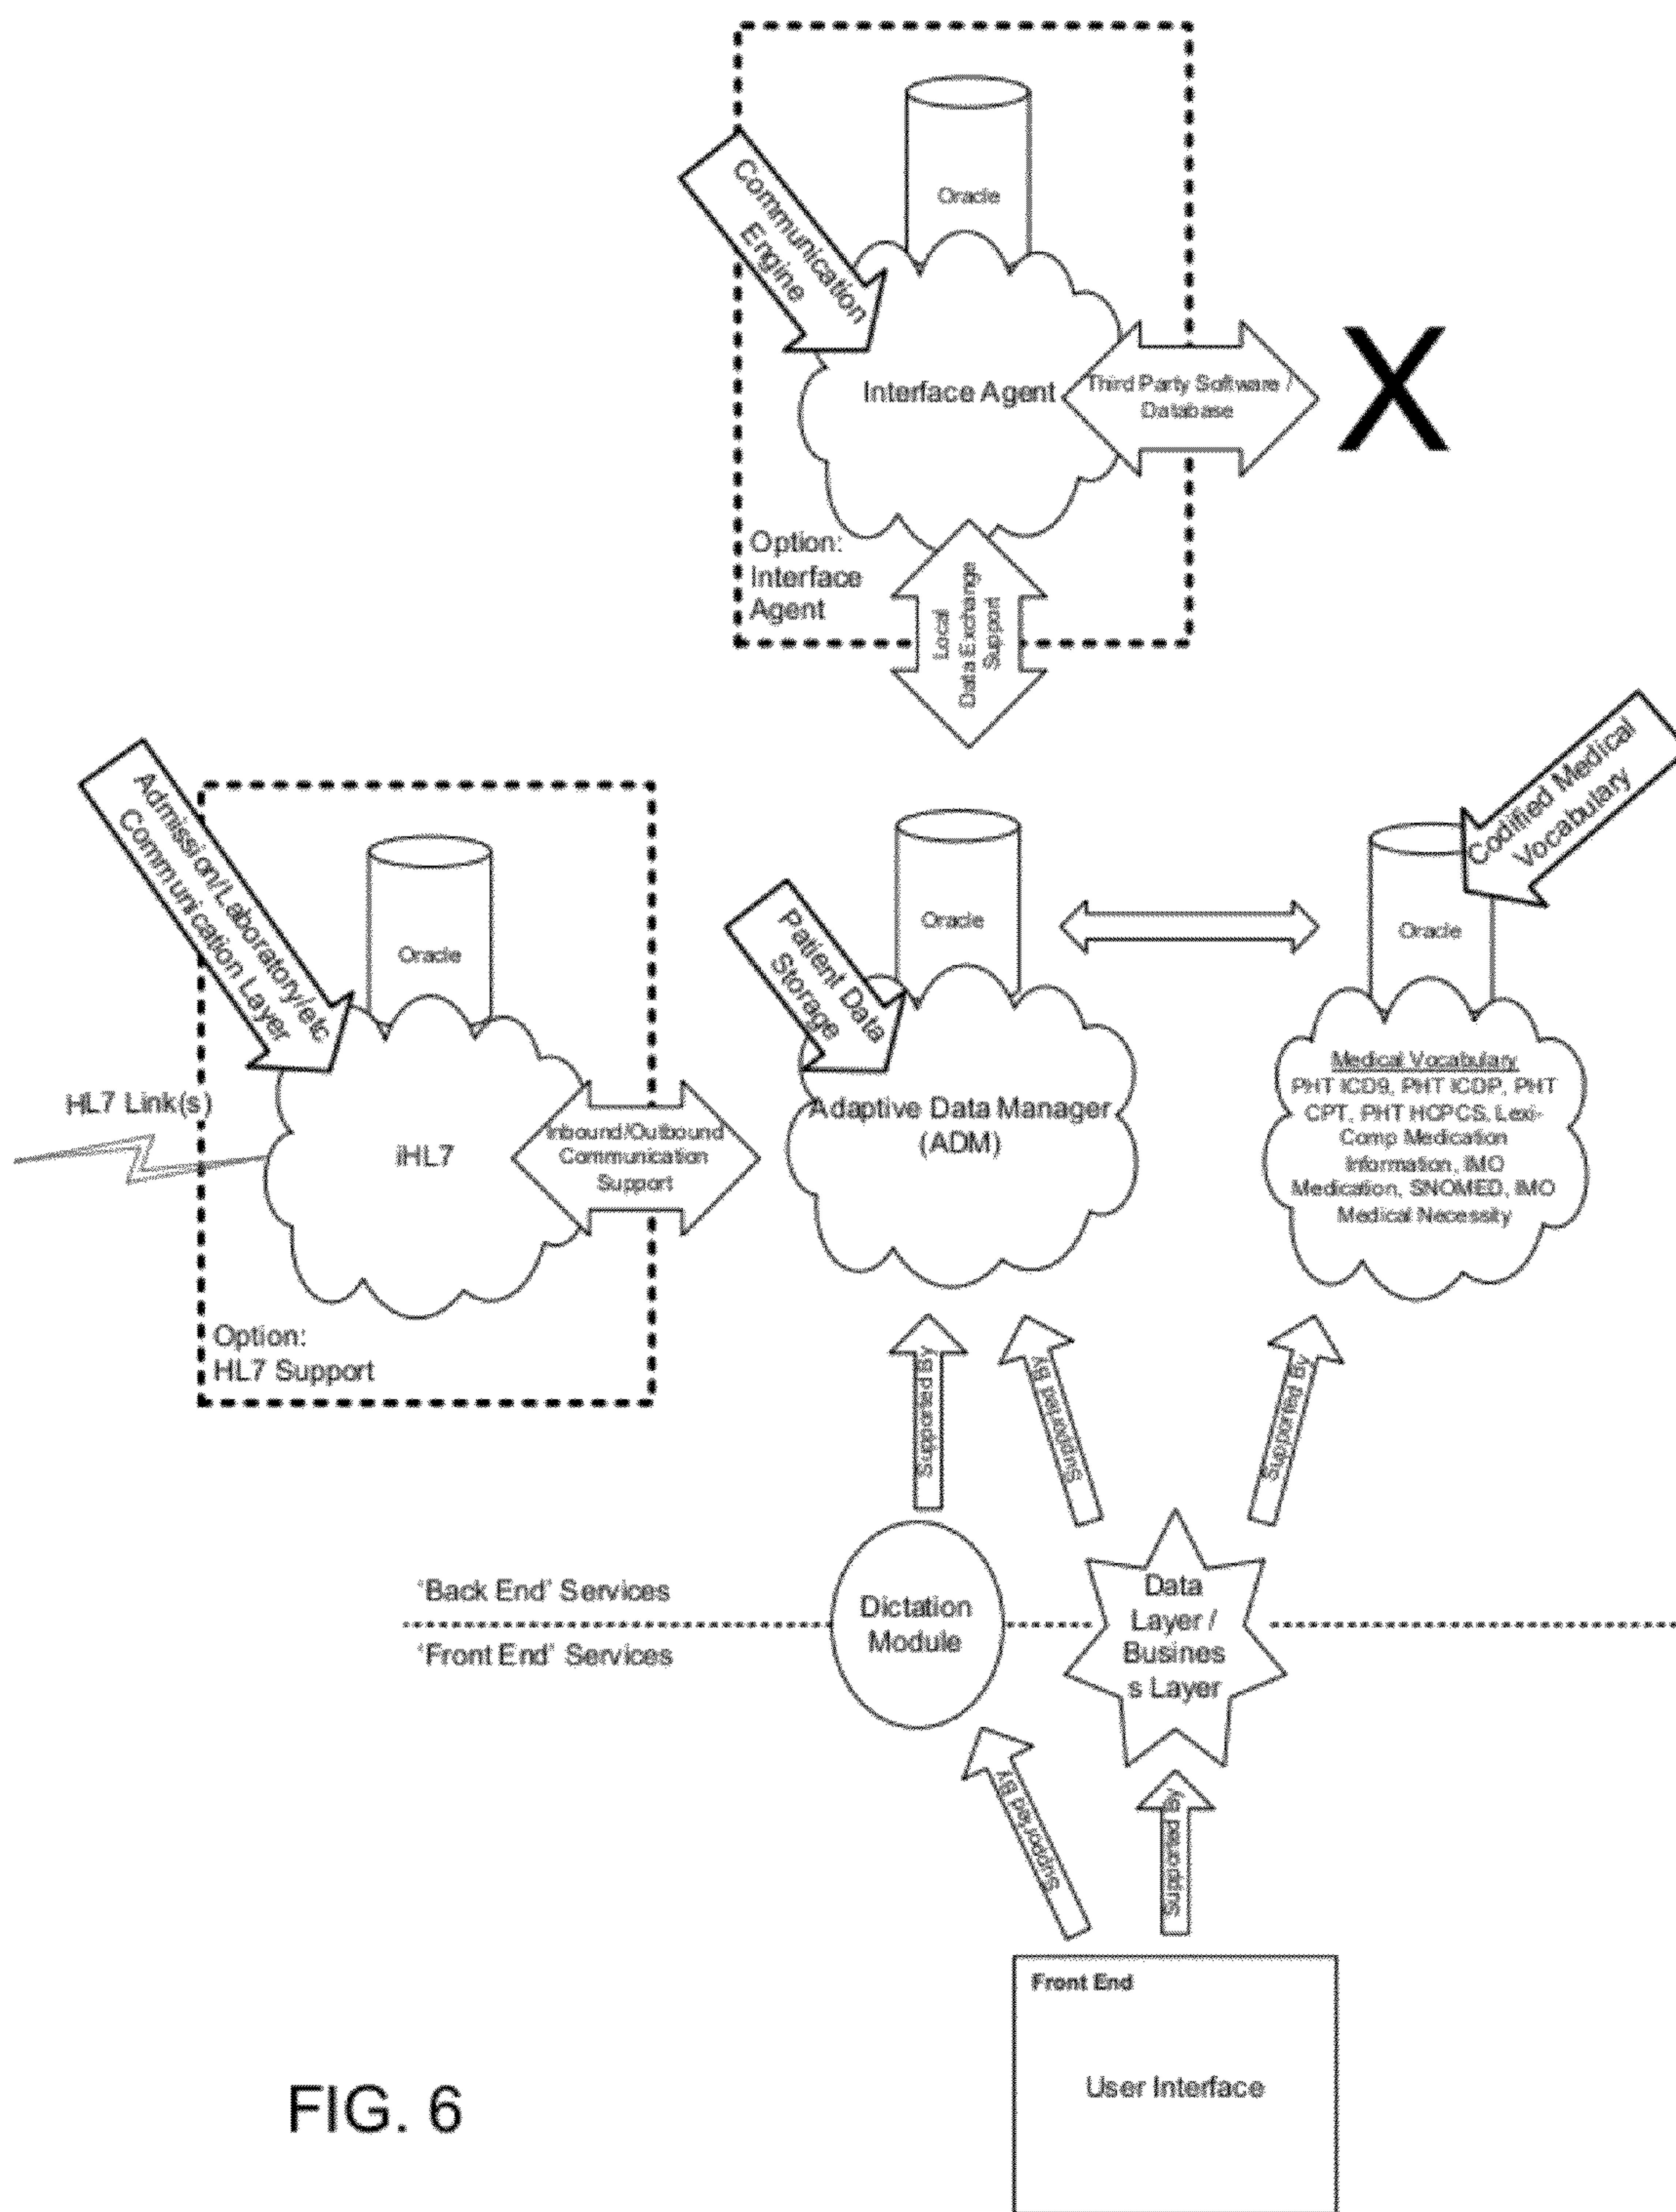 Oracle
Communication
Engine
Interface Agent
Third Party Software /
Database
X
Option:
Interface
Agent
Local
Data Exchange
Support
Admission/Laboratory/etc
Communication Layer
Oracle
Patient Data
Storage
Oracle
Codified Medical
Vocabulary
Oracle
HL7 Link(s)
iHL7
Inbound/Outbound
Communication
Support
Adaptive Data Manager
(ADM)
Medical Vocabulary
PHT ICD9, PHT ICDP, PHT
CPT, PHT HCPCS, Lexi-
Comp Medication
Information, IMO
Medication, SNOMED, IMO
Medical Necessity
Option:
HL7 Support
Supported By
Supported By
Supported By
'Back End' Services
'Front End' Services
Dictation
Module
Data
Layer /
Busines
s Layer
Supported By
Supported By
Front End
User Interface
FIG. 6